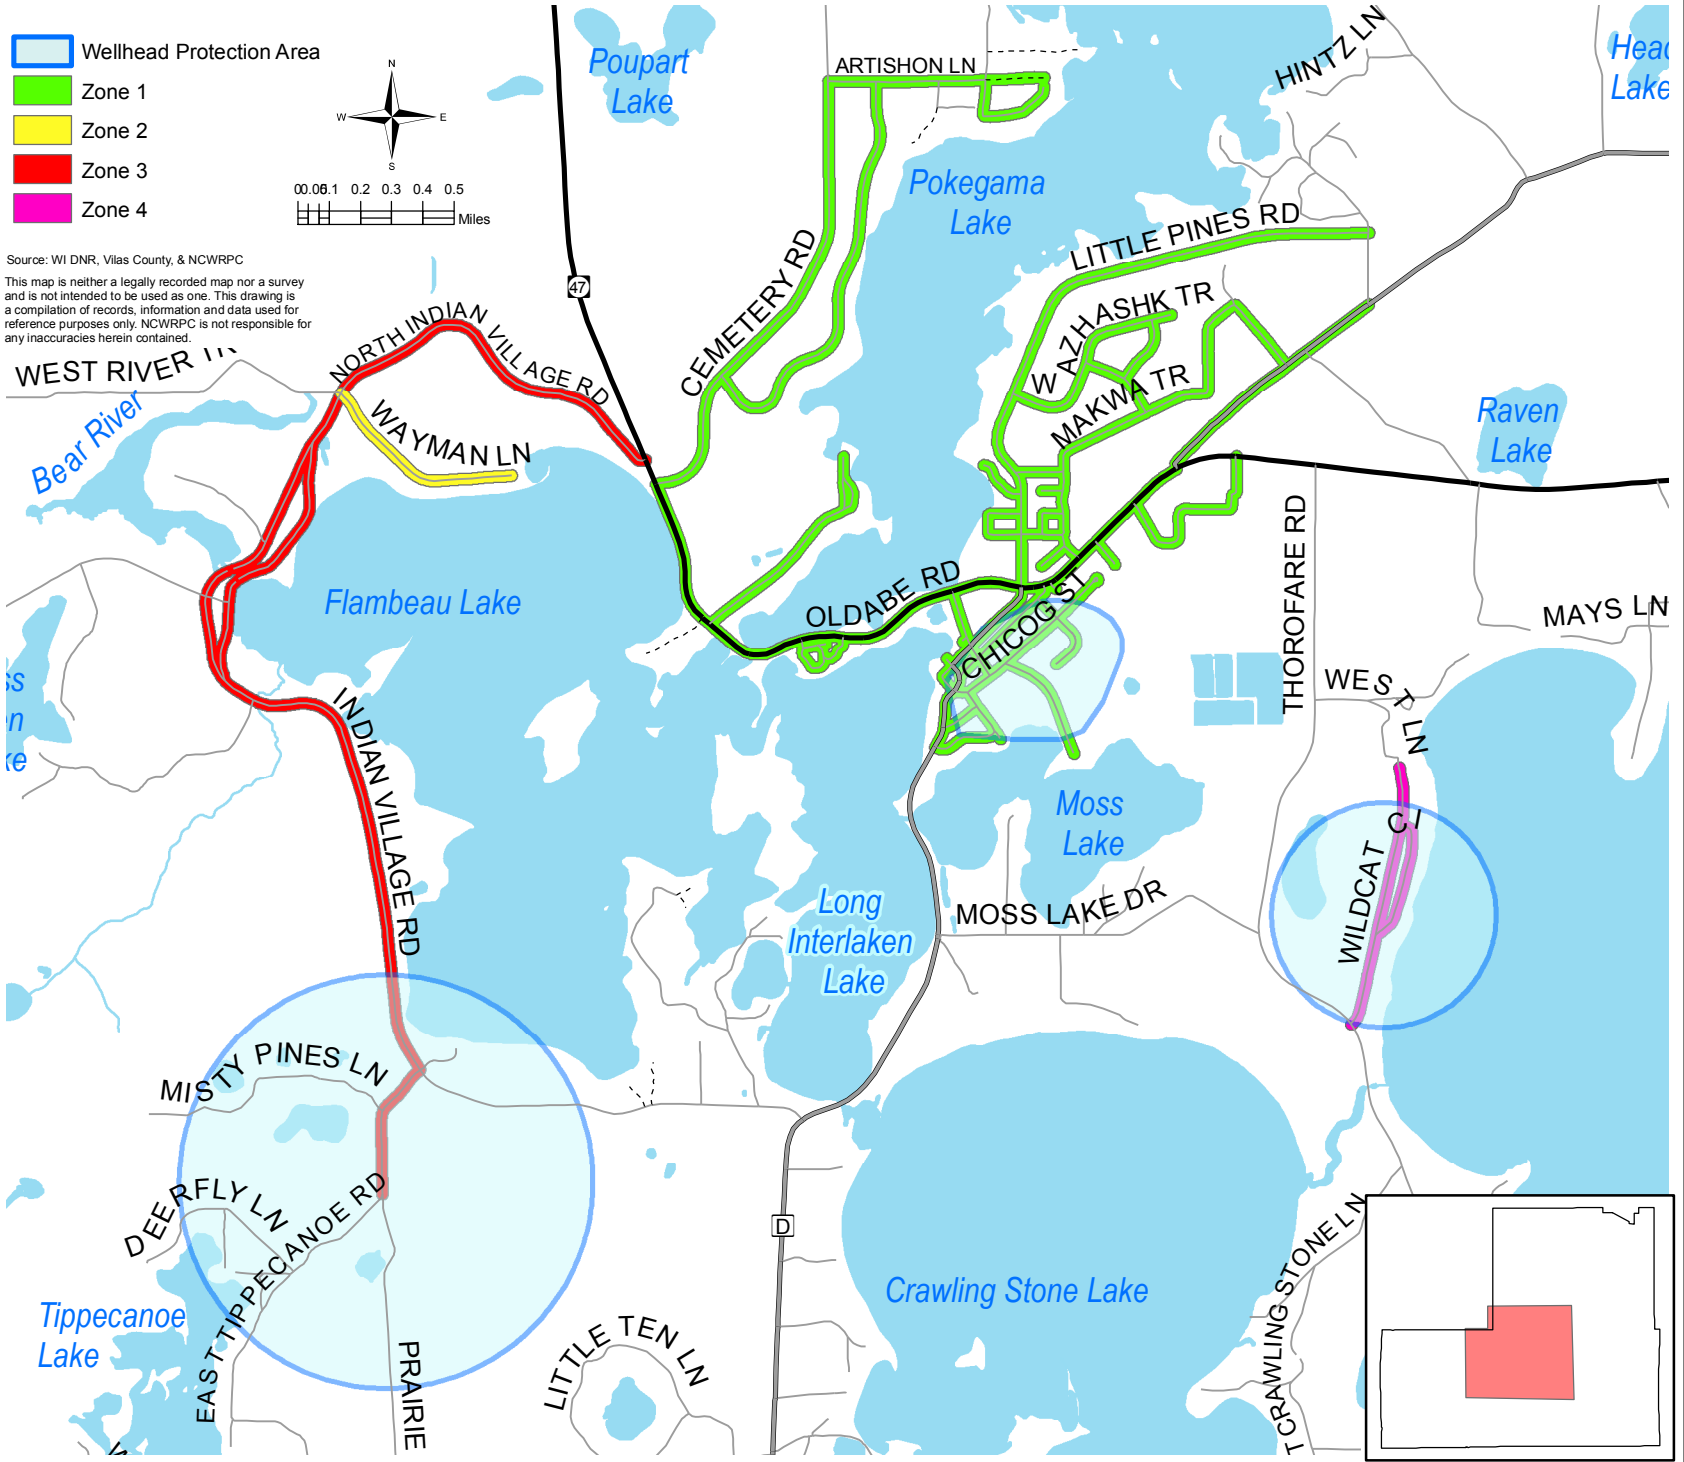 Wellhead Protection Area
Zone 1
Zone 2
Zone 3
Zone 4
N
W
E
S
0
0.1
0.2
0.3
0.4
0.5
Miles
Source: WI DNR, Vilas County, & NCWRPC
This map is neither a legally recorded map nor a survey
and is not intended to be used as one. This drawing is
a compilation of records, information and data used for
reference purposes only. NCWRPC is not responsible for
any inaccuracies herein contained.
Poupart
Lake
ARTISHON LN
HINTZ LN
Lake
Pokegama
Lake
LITTLE PINES RD
47
CEMETERY RD
WAZHASHK TR
NORTH INDIAN VILLAGE RD
WEST RIVER
Bear River
WAYMAN LN
MAKWA TR
Raven
Lake
Flambeau Lake
OLDABE RD
CHICOG ST
THOROFARE RD
MAYS LN
WEST LN
INDIAN VILLAGE RD
Moss
Lake
WILDCAT CI
Long
Interlaken
Lake
MOSS LAKE DR
MISTY PINES LN
DEERFLY LN
EAST TIPPECANOE RD
D
Tippecanoe
Lake
PRAIRIE
LITTLE TEN LN
Crawling Stone Lake
CRAWLING STONE LN